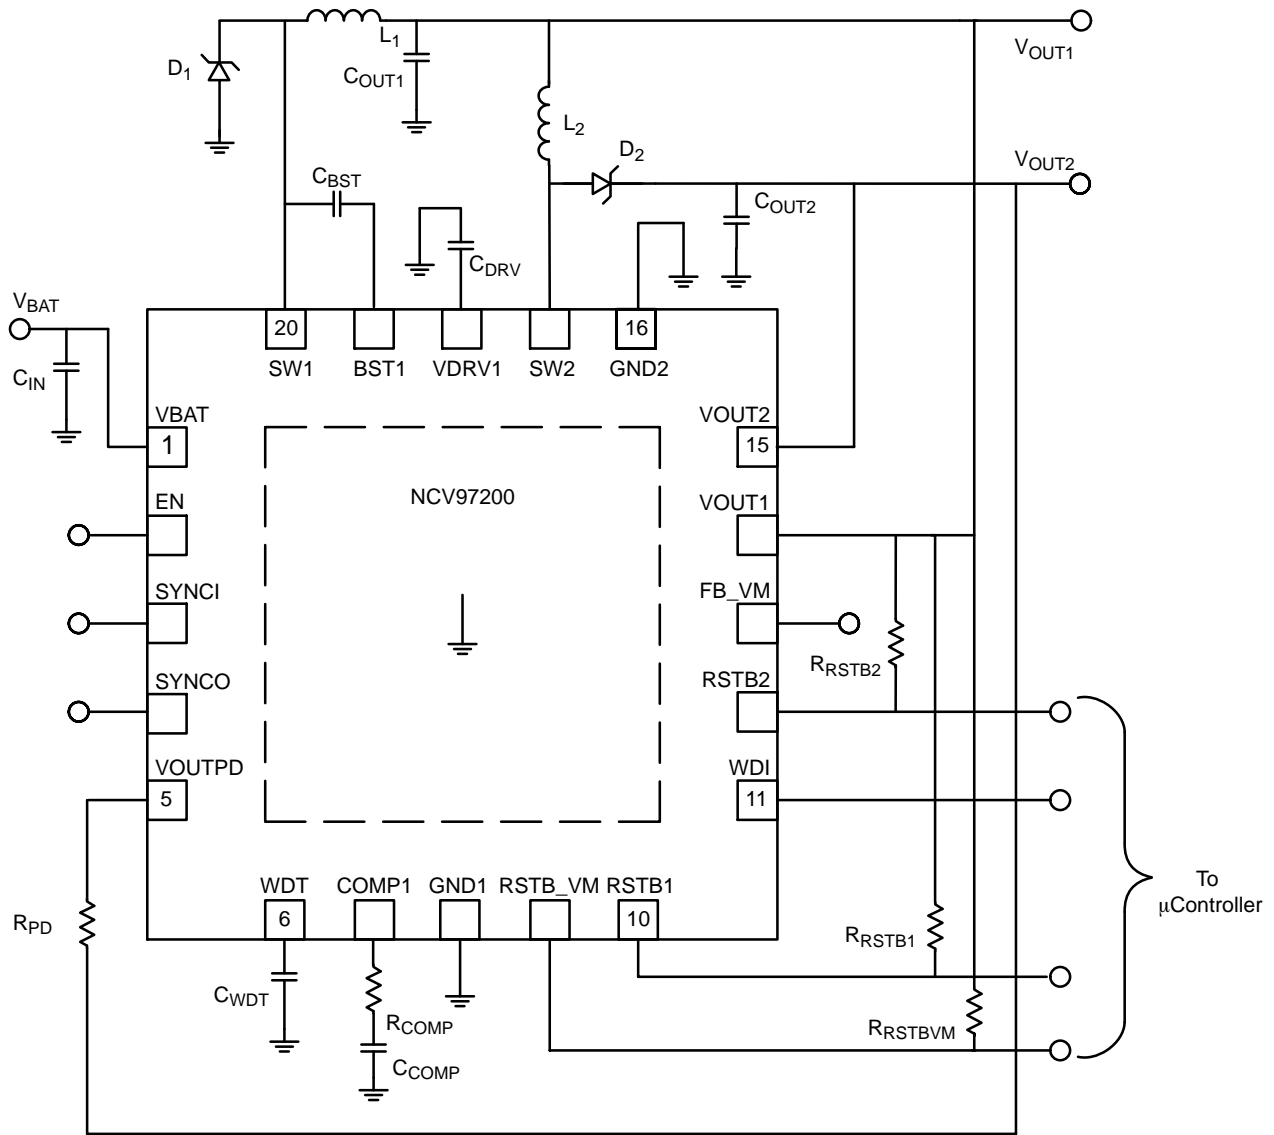 L1
VOUT1
D1
COUT1
L2
D2
VOUT2
CBST
COUT2
CDRV
VBAT
20
16
CIN
SW1
BST1
VDRV1
SW2
GND2
VBAT
VOUT2
1
15
NCV97200
EN
VOUT1
SYNCI
FB_VM
RRSTB2
SYNCO
RSTB2
VOUTPD
WDI
5
11
WDT
COMP1
GND1
RSTB_VM
RSTB1
To
μController
6
10
RPD
RRSTB1
CWDT
RCOMP
RRSTBVM
CCOMP